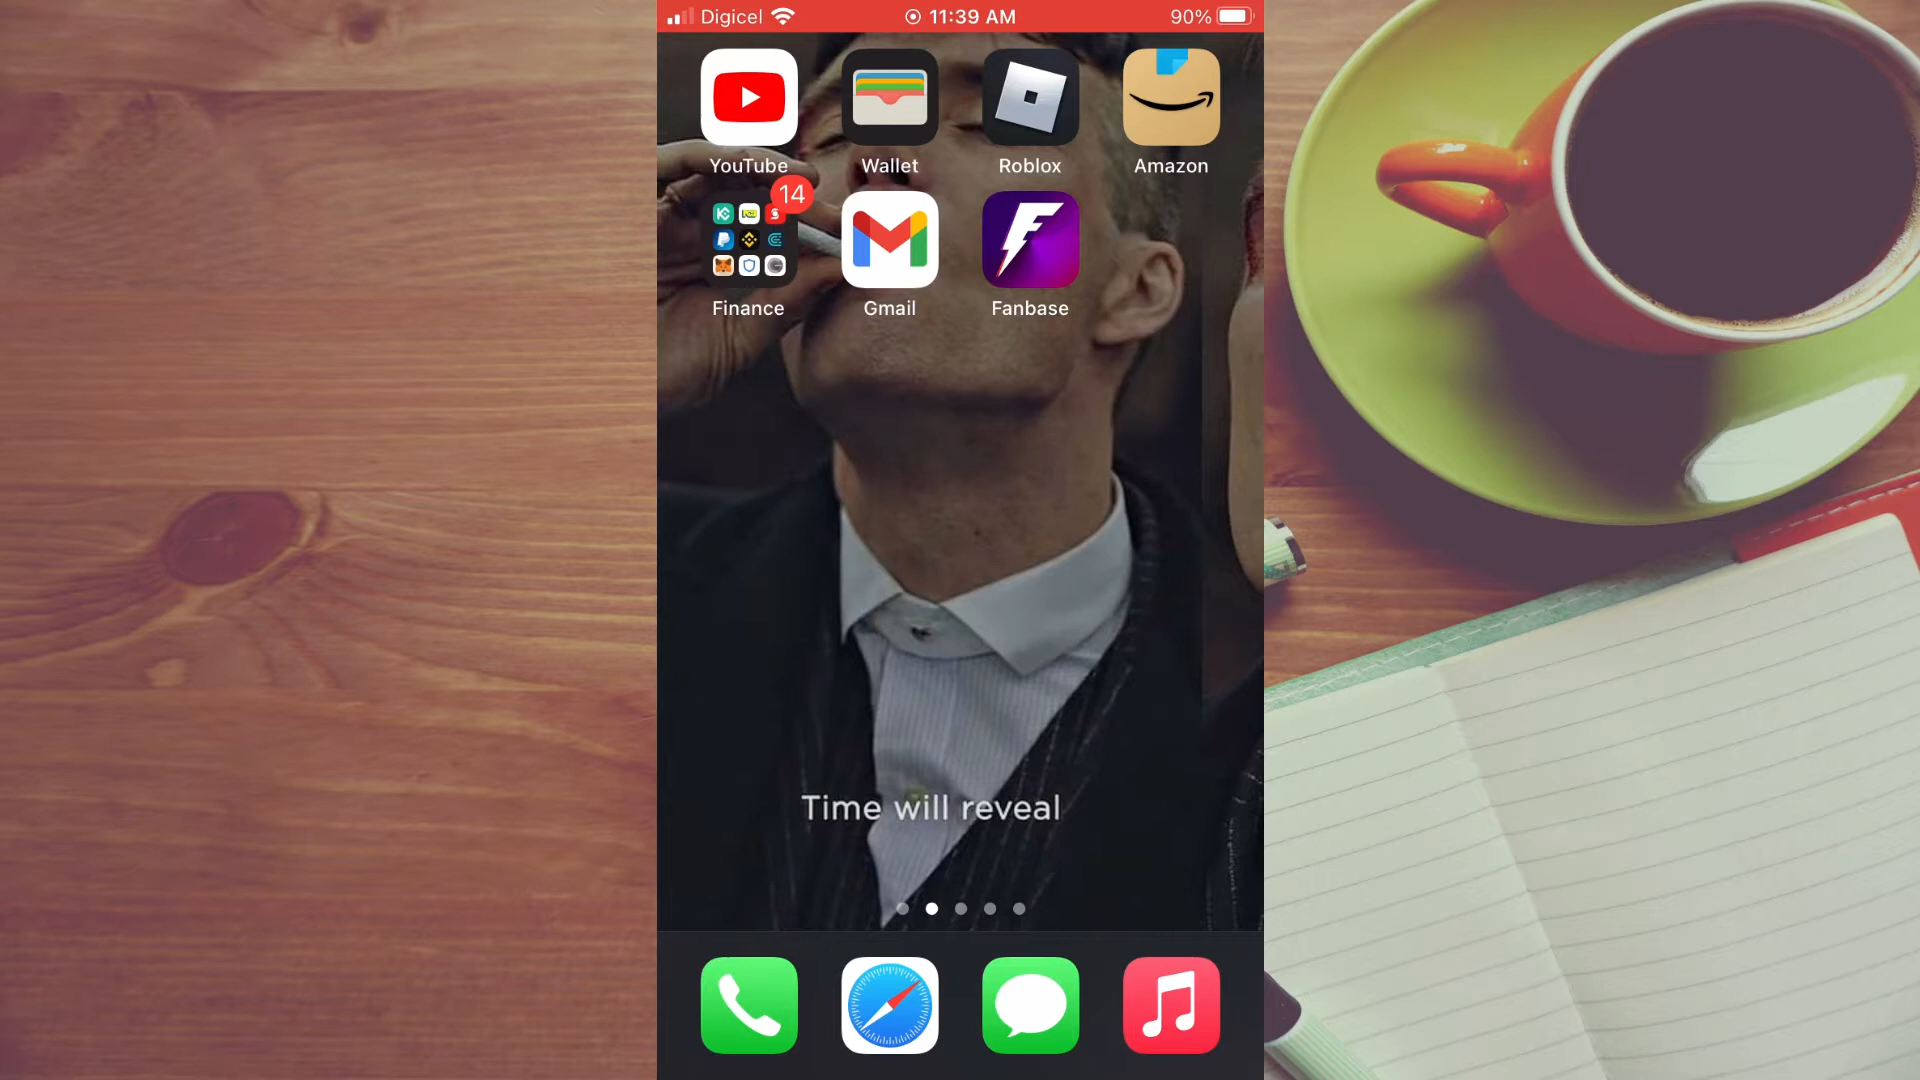 Digicel 11:39 AM 90%
YouTube Wallet Roblox Amazon
14
Finance Gmail Fanbase
Time will reveal